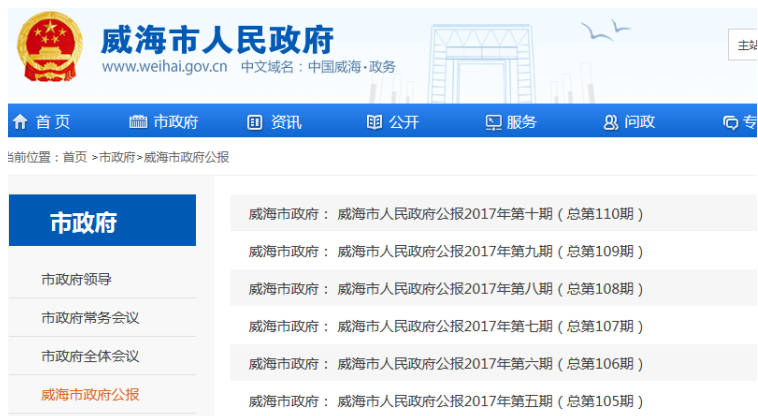 威海市人民政府
www.weihai.gov.cn 中文域名：中国威海·政务
主站
首页 市政府 资讯 公开 服务 问政 专
当前位置：首页 >市政府>威海市政府公报
市政府
市政府领导
市政府常务会议
市政府全体会议
威海市政府公报
威海市政府： 威海市人民政府公报2017年第十期（总第110期）
威海市政府： 威海市人民政府公报2017年第九期（总第109期）
威海市政府： 威海市人民政府公报2017年第八期（总第108期）
威海市政府： 威海市人民政府公报2017年第七期（总第107期）
威海市政府： 威海市人民政府公报2017年第六期（总第106期）
威海市政府： 威海市人民政府公报2017年第五期（总第105期）